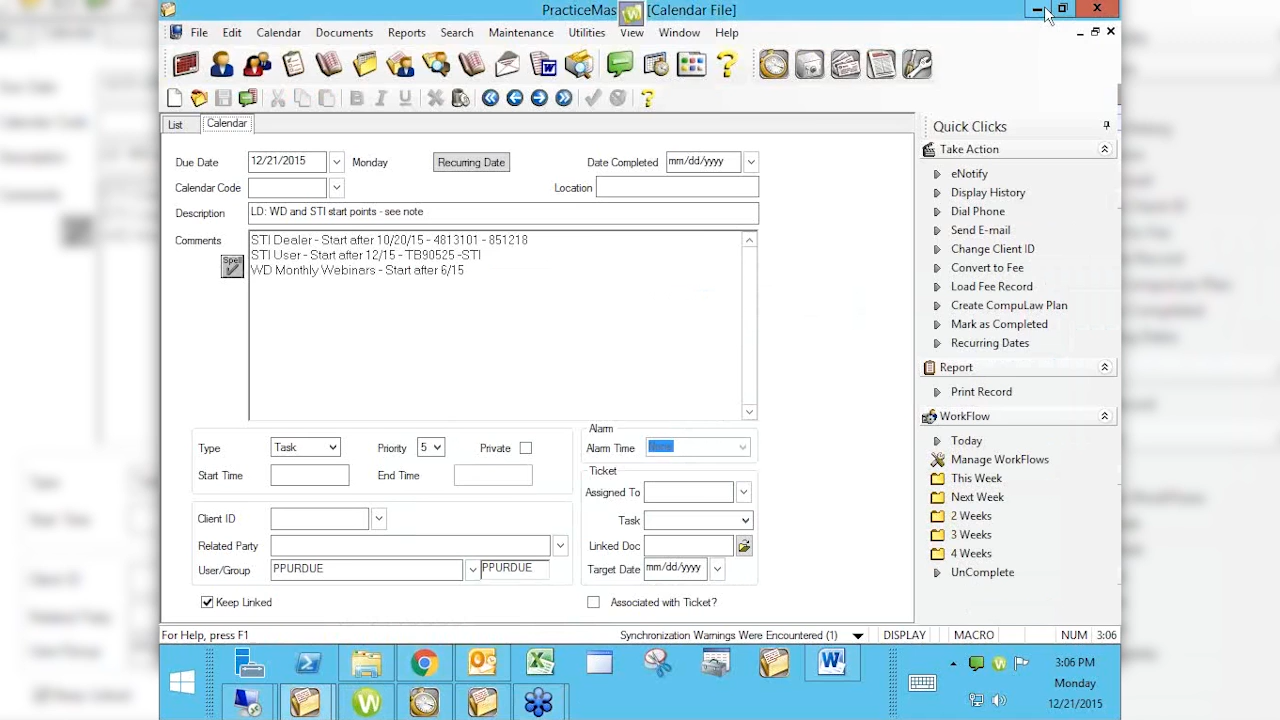 PracticeMas
[Calendar File]
File Edit Calendar Documents Reports Search Maintenance Utilities View Window Help
List Calendar
Due Date 12/21/2015 Monday Recurring Date Date Completed mm/dd/yyyy
Calendar Code Location
Description LD: WD and STI start points - see note
Comments
Spell
STI Dealer - Start after 10/20/15 - 4813101 - 851218
STI User - Start after 12/15 - TB90525 -STI
WD Monthly Webinars - Start after 6/15
Type Task Priority 5 Private
Start Time End Time
Alarm
Alarm Time None
Ticket
Assigned To
Task
Linked Doc
Target Date mm/dd/yyyy
Client ID
Related Party
User/Group PPURDUE PPURDUE
Keep Linked
Associated with Ticket?
Quick Clicks
Take Action
eNotify
Display History
Dial Phone
Send E-mail
Change Client ID
Convert to Fee
Load Fee Record
Create CompuLaw Plan
Mark as Completed
Recurring Dates
Report
Print Record
WorkFlow
Today
Manage WorkFlows
This Week
Next Week
2 Weeks
3 Weeks
4 Weeks
UnComplete
For Help, press F1
Synchronization Warnings Were Encountered (1) DISPLAY MACRO NUM 3:06
3:06 PM
Monday
12/21/2015